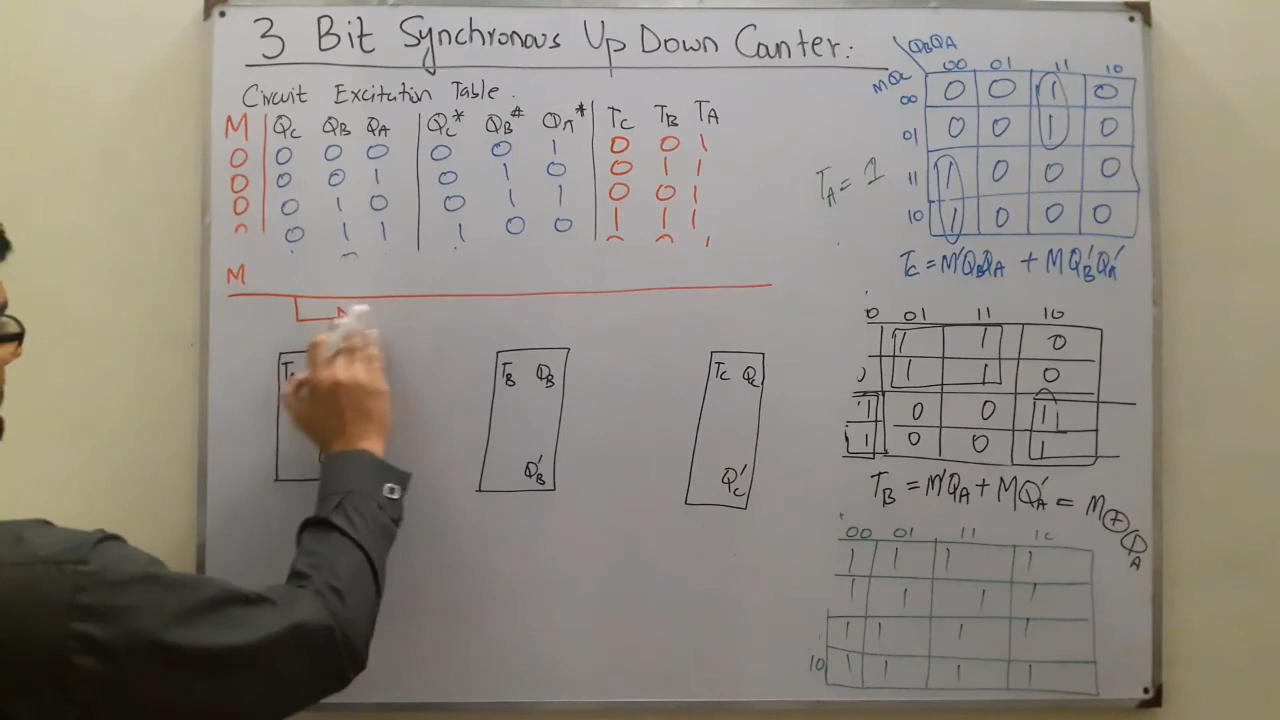 3 Bit Synchronous Up Down Canter:
Circuit Excitation Table.
M QC QB QA QC* QB* QA* TC TB TA
0 0 0 0 0 0 1 0 0 1
0 0 0 1 0 1 0 0 1 1
0 0 1 0 0 1 1 0 0 1
0 1 1 1 0 0 1 1 1
M
TB QB
Q'B
TC QC
Q'C
QBQA
MQC
00 01 11 10
00 0 0 1 0
01 0 0 1 0
11 1 0 0 0
10 1 0 0 0
TA = 1
TC = M'QBQA + MQ'BQ'A
0 01 11 10
1 1 0
1 1 0
1 0 0 1
1 0 0 1
TB = M'QA + MQ'A = M ⊕ QA
00 01 11 10
1 1 1 1
1 1 1 1
1 1 1 1
10 1 1 1 1